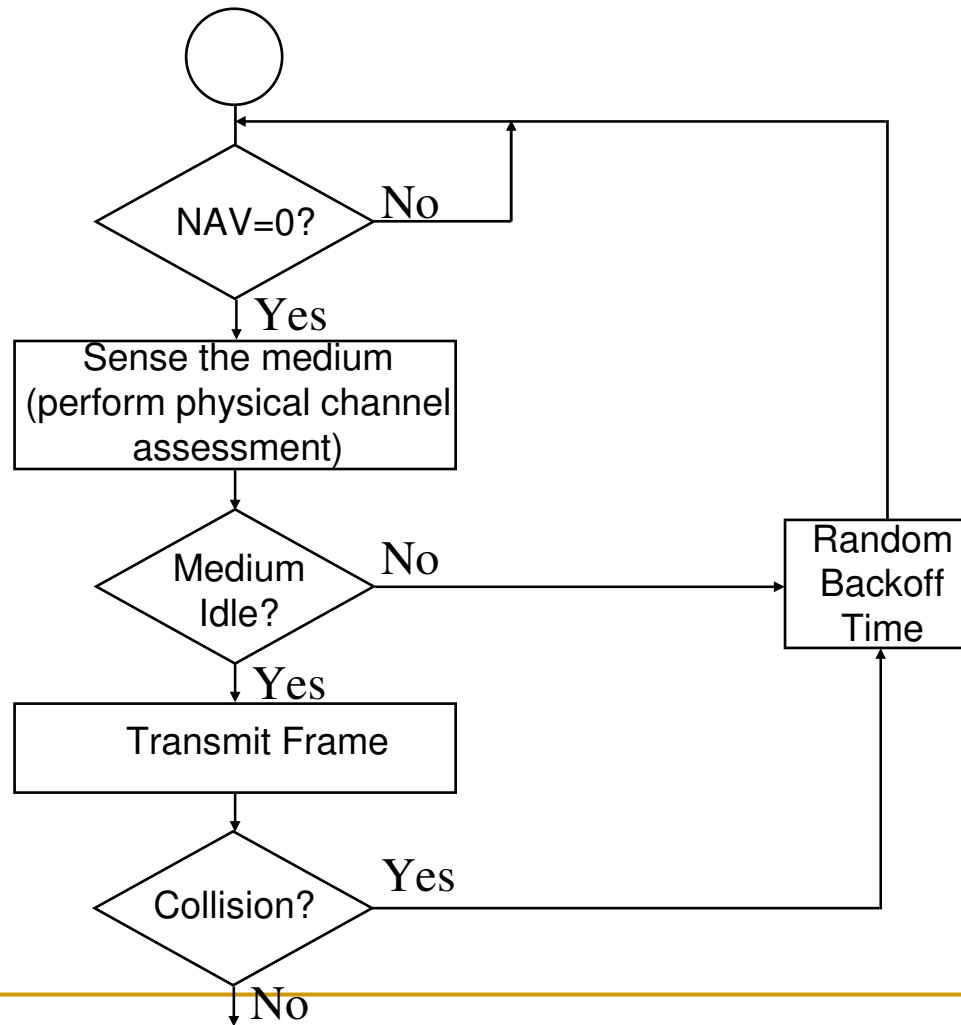 NAV=0?
No
Yes
Sense the medium
(perform physical channel
assessment)
Medium
Idle?
No
Random
Backoff
Time
Yes
Transmit Frame
Collision?
Yes
No